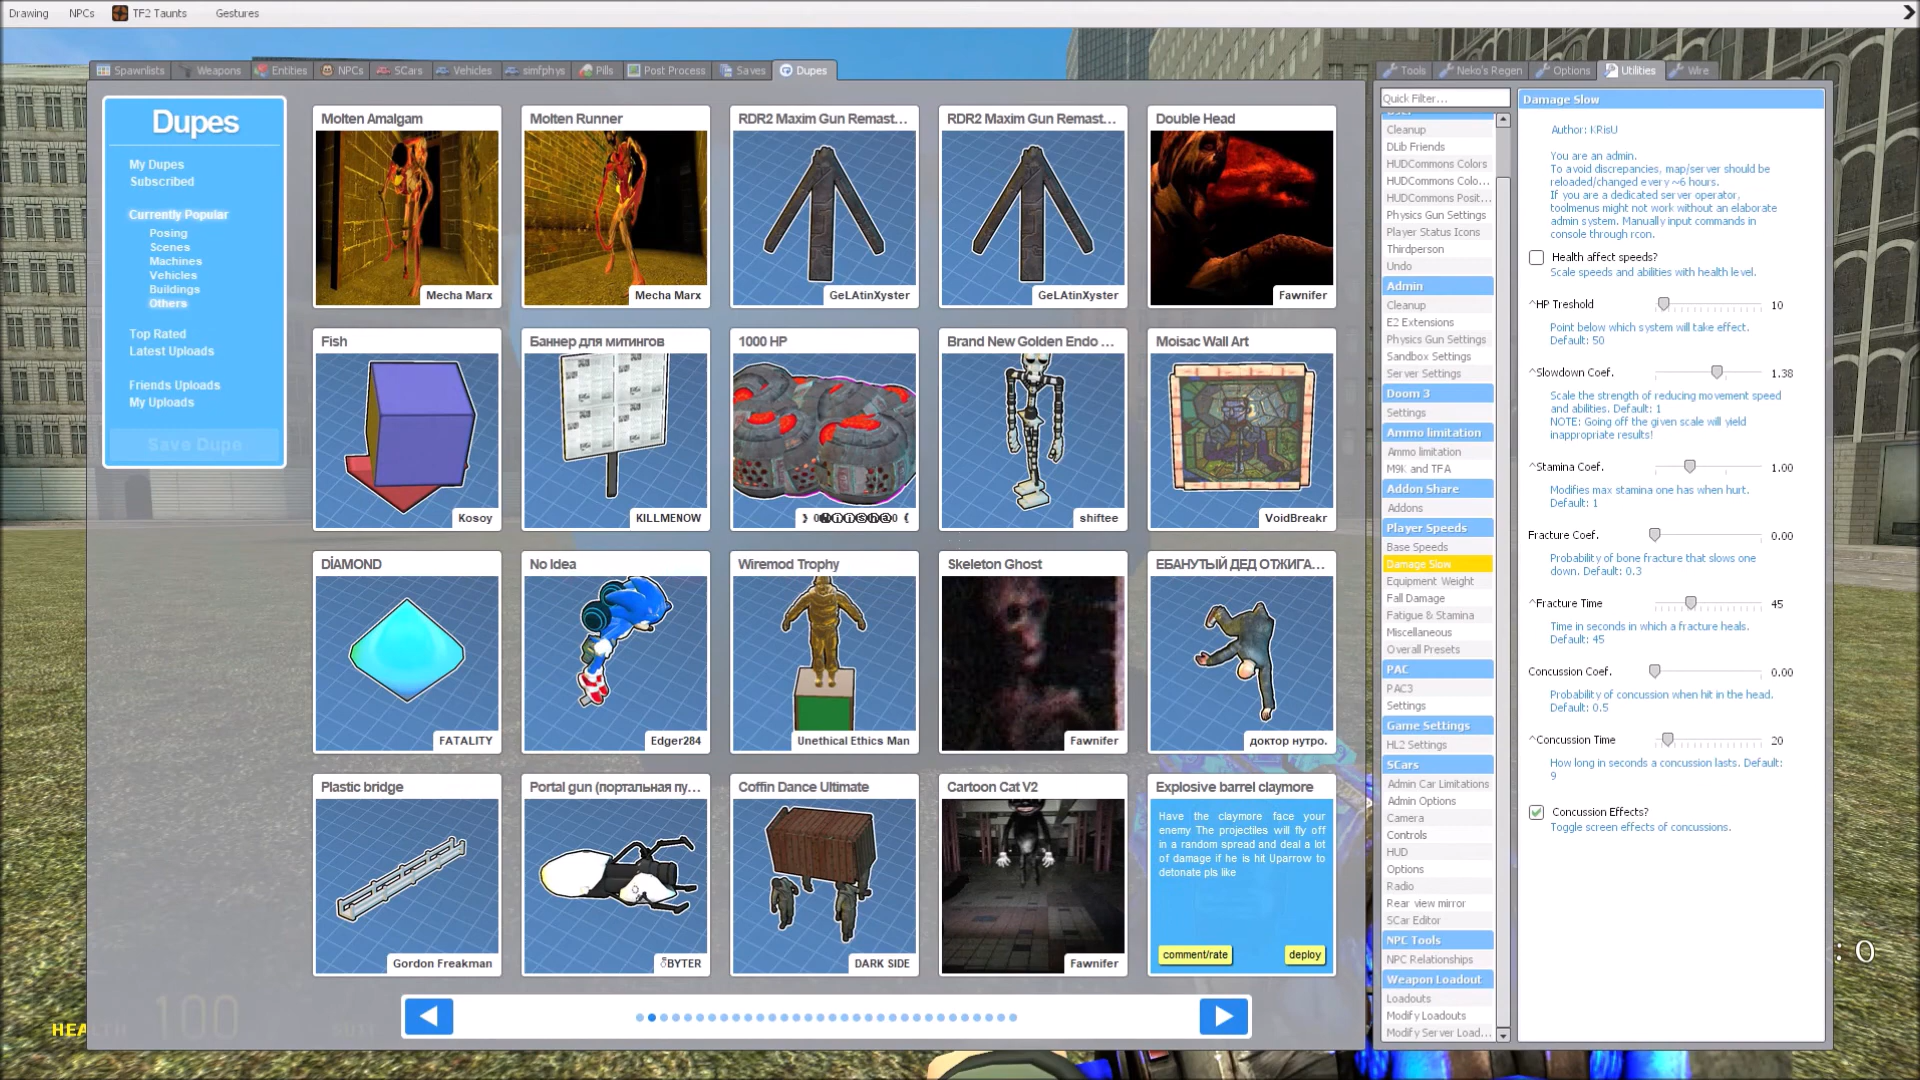 Drawing NPCs TF2 Taunts Gestures
Spawnlists Weapons Entities NPCs SCars Vehicles simfphys Pills Post Process Saves Dupes
Dupes
My Dupes
Subscribed
Currently Popular
Posing
Scenes
Machines
Vehicles
Buildings
Others
Top Rated
Latest Uploads
Friends Uploads
My Uploads
Save Dupe
Molten Amalgam
Mecha Marx
Molten Runner
Mecha Marx
RDR2 Maxim Gun Remast...
GeLAtinXyster
RDR2 Maxim Gun Remast...
GeLAtinXyster
Double Head
Fawnifer
Fish
Kosoy
Баннер для митингов
KILLMENOW
1000 HP
Brand New Golden Endo ...
shiftee
Moisac Wall Art
VoidBreakr
DİAMOND
FATALITY
No Idea
Edger284
Wiremod Trophy
Unethical Ethics Man
Skeleton Ghost
Fawnifer
ЕБАНУТЫЙ ДЕД ОТЖИГА...
доктор нутро.
Plastic bridge
Gordon Freakman
Portal gun (портальная пу...
BYTER
Coffin Dance Ultimate
DARK SIDE
Cartoon Cat V2
Fawnifer
Explosive barrel claymore
Have the claymore face your
enemy The projectiles will fly off
in a random spread and deal a lot
of damage if he is hit Uparrow to
detonate pls like
comment/rate deploy
HEALTH 100
Tools Neko's Regen Options Utilities Wire
Quick Filter...
User
Cleanup
DLib Friends
HUDCommons Colors
HUDCommons Colo...
HUDCommons Posit...
Physics Gun Settings
Player Status Icons
Thirdperson
Undo
Admin
Cleanup
E2 Extensions
Physics Gun Settings
Sandbox Settings
Server Settings
Doom 3
Settings
Ammo limitation
Ammo limitation
M9K and TFA
Addon Share
Addons
Player Speeds
Base Speeds
Damage Slow
Equipment Weight
Fall Damage
Fatigue & Stamina
Miscellaneous
Overall Presets
PAC
PAC3
Settings
Game Settings
HL2 Settings
SCars
Admin Car Limitations
Admin Options
Camera
Controls
HUD
Options
Radio
Rear view mirror
SCar Editor
NPC Tools
NPC Relationships
Weapon Loadout
Loadouts
Modify Loadouts
Modify Server Load...
Damage Slow
Author: KRisU
You are an admin.
To avoid discrepancies, map/server should be
reloaded/changed every ~6 hours.
If you are a dedicated server operator,
toolmenus might not work without an elaborate
admin system. Manually input commands in
console through rcon.
Health affect speeds?
Scale speeds and abilities with health level.
^HP Treshold 10
Point below which system will take effect.
Default: 50
^Slowdown Coef. 1.38
Scale the strength of reducing movement speed
and abilities. Default: 1
NOTE: Going off the given scale will yield
inappropriate results!
^Stamina Coef. 1.00
Modifies max stamina one has when hurt.
Default: 1
Fracture Coef. 0.00
Probability of bone fracture that slows one
down. Default: 0.3
^Fracture Time 45
Time in seconds in which a fracture heals.
Default: 45
Concussion Coef. 0.00
Probability of concussion when hit in the head.
Default: 0.5
^Concussion Time 20
How long in seconds a concussion lasts. Default:
9
Concussion Effects?
Toggle screen effects of concussions.
: 0